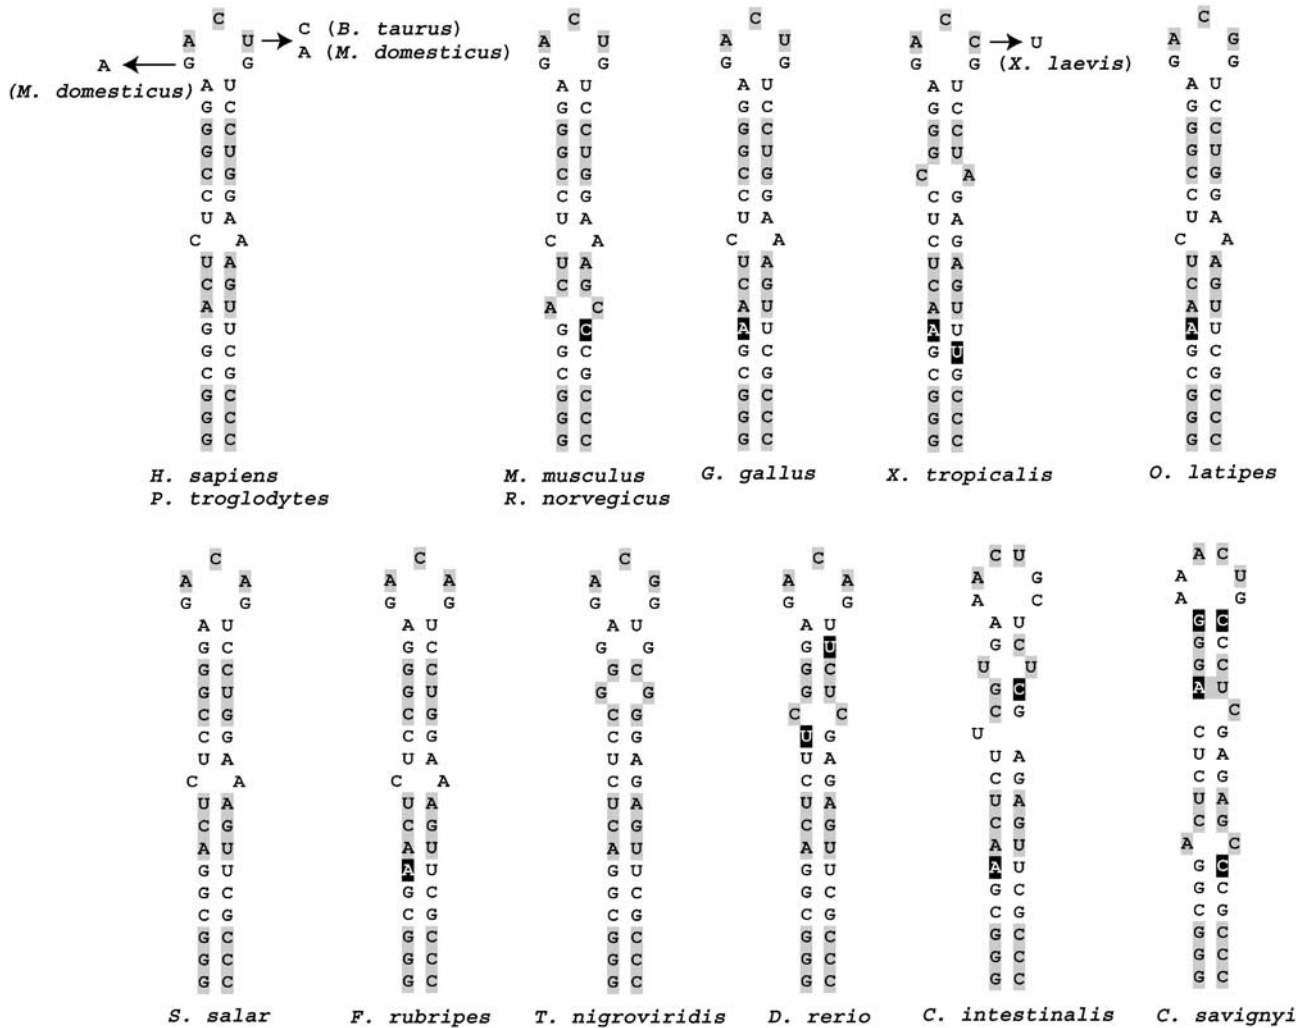 A
(M. domesticus)
C (B. taurus)
A (M. domesticus)
C
A U
G G
A U
G C
G C
G U
C G
C G
U A
C A
U A
C G
A U
G U
G C
C G
G C
G C
G C
H. sapiens
P. troglodytes
C
A U
G G
A U
G C
G C
G U
C G
C G
U A
C A
U A
C G
A C
G C
G C
C G
G C
G C
G C
M. musculus
R. norvegicus
C
A U
G G
A U
G C
G C
G U
C G
C G
U A
C A
U A
C G
A U
A U
G C
C G
G C
G C
G C
G. gallus
C
A C U
G G (X. laevis)
A U
G C
G C
G U
C A
C G
U A
C G
U A
C G
A U
A U
G U
C G
G C
G C
G C
X. tropicalis
C
A G
G G
A U
G C
G C
G U
C G
C G
U A
C A
U A
C G
A U
A U
G C
C G
G C
G C
G C
O. latipes
C
A A
G G
A U
G C
G C
G U
C G
C G
U A
C A
U A
C G
A U
G U
G C
C G
G C
G C
G C
S. salar
C
A A
G G
A U
G C
G C
G U
C G
C G
U A
C A
U A
C G
A U
A U
G C
C G
G C
G C
G C
F. rubripes
C
A G
G G
A U
G G
G C
G G
C G
C G
U A
C G
U A
C G
A U
G U
G C
C G
G C
G C
G C
T. nigroviridis
C
A A
G G
A U
G U
G C
G U
C C
U G
U A
C G
U A
C G
A U
G U
G C
C G
G C
G C
G C
D. rerio
C U
A G
A C
A U
G C
U U
G C
C G
U
U A
C G
U A
C G
A U
A U
G C
C G
G C
G C
G C
C. intestinalis
A C
A U
A G
G C
G C
G C
A U
C
C G
U A
C G
U A
C G
A C
G C
G C
C G
G C
G C
G C
C. savignyi